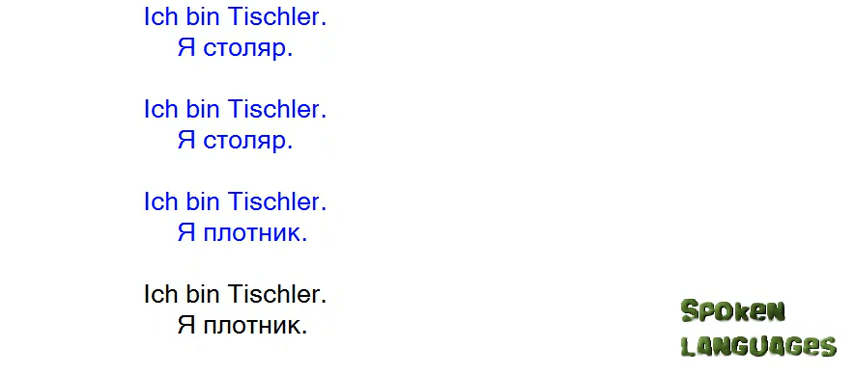 Ich bin Tischler.
Я столяр.
Ich bin Tischler.
Я столяр.
Ich bin Tischler.
Я плотник.
Ich bin Tischler.
Я плотник.
Spoken
Languages